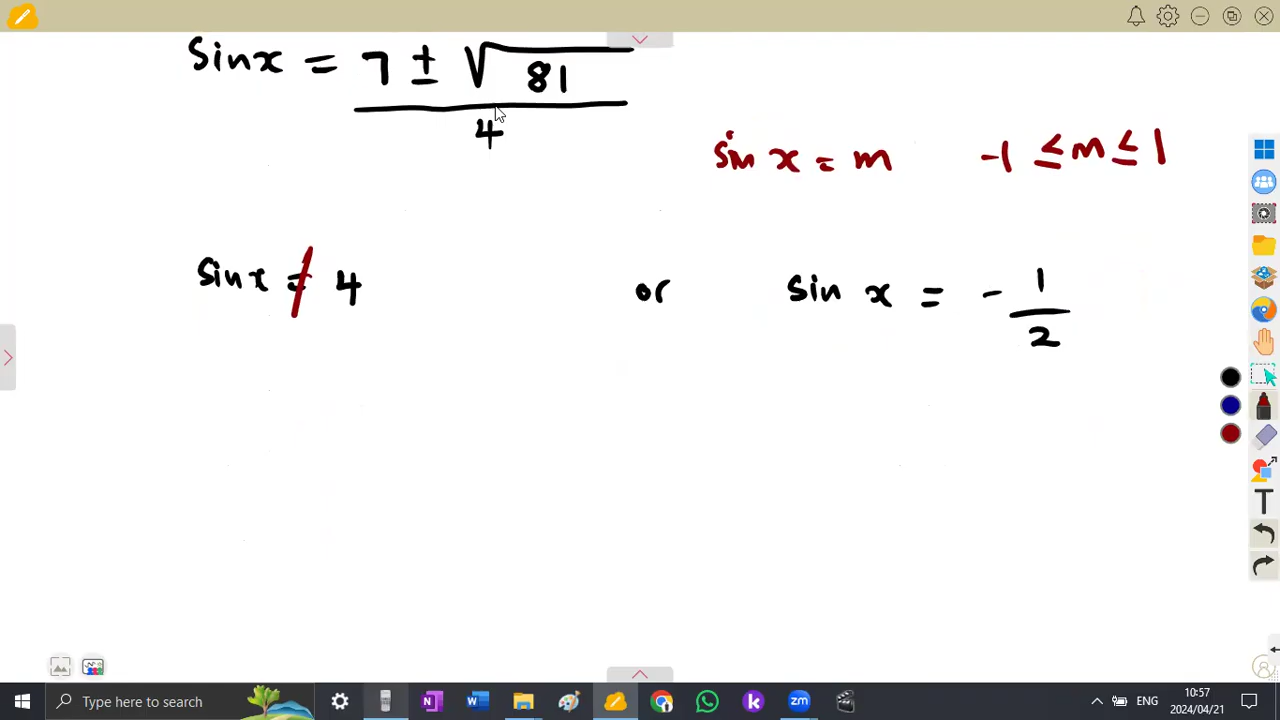 sinx = 7 ± √81
4
sin x = m -1 ≤ m ≤ 1
sinx ≠ 4 or sin x = - 1
2
T
N W k zm
Type here to search
ENG
10:57
2024/04/21